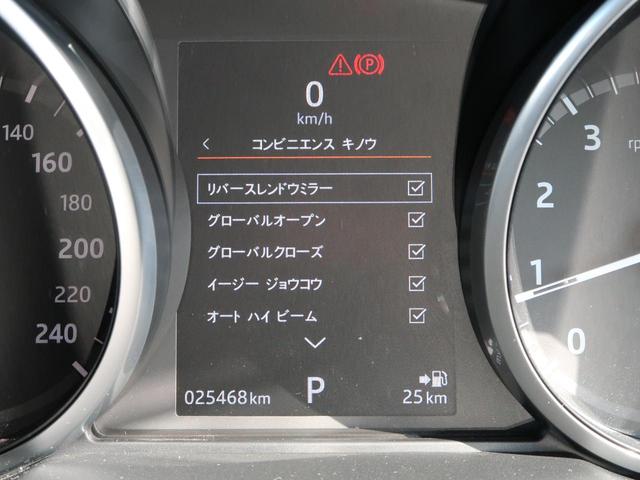 0
km/h
コンビニエンス キノウ
リバースレンドウミラー
グローバルオープン
グローバルクローズ
イージー ジョウコウ
オート ハイ ビーム
025468km P 25 km
140
160
180
200
220
240
3
rp
2
1
0
P